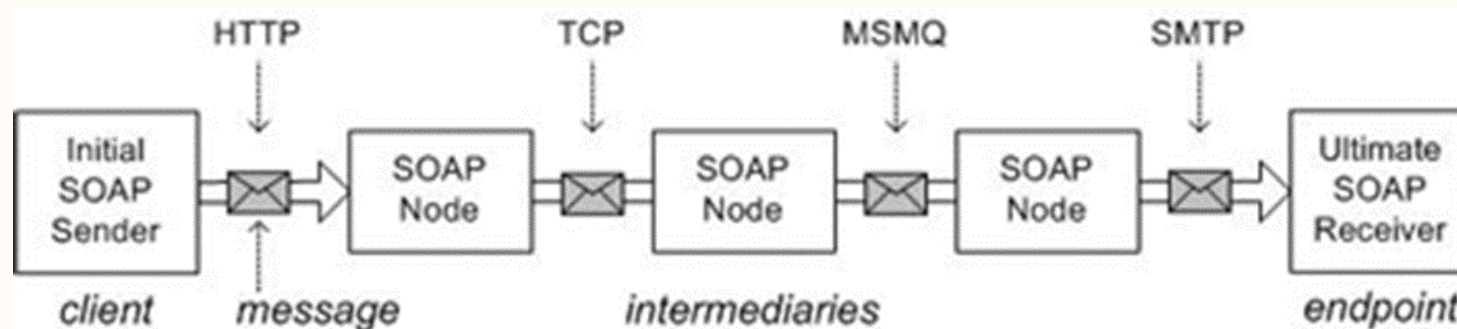 HTTP
TCP
MSMQ
SMTP
Initial
SOAP
Sender
SOAP
Node
SOAP
Node
SOAP
Node
Ultimate
SOAP
Receiver
client
message
intermediaries
endpoint